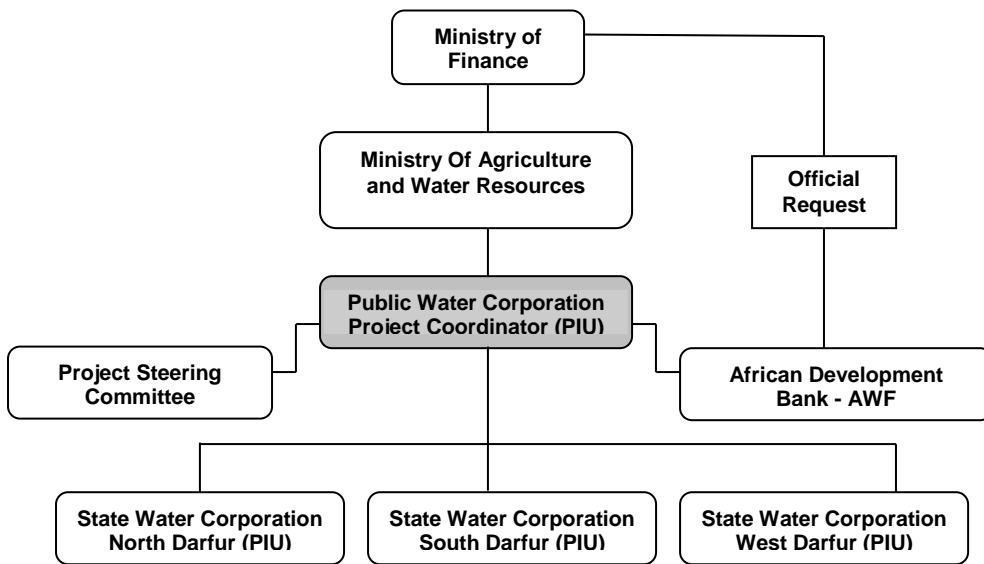 Ministry of
Finance
Ministry Of Agriculture
and Water Resources
Official
Request
Public Water Corporation
Project Coordinator (PIU)
Project Steering
Committee
African Development
Bank - AWF
State Water Corporation
North Darfur (PIU)
State Water Corporation
South Darfur (PIU)
State Water Corporation
West Darfur (PIU)